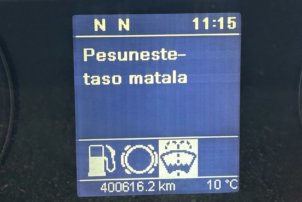 N N 11:15
Pesuneste-
taso matala
400616.2 km 10 °C